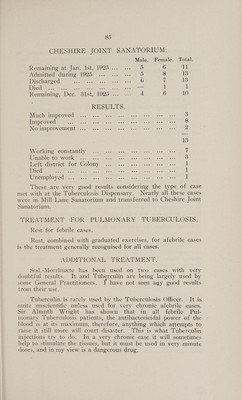 85
CHESHIRE JOINT SANATORIUM.
Male. Female. Total.
Remaining at Jan. 1st, 1925 ... ... 5 6 11
Admitted during 1925 ... ... ... 5 8 13
Discharged ... ... ... ... ... 6 7 13
Died ... ... ... ... ... ... ... — 1 1
Remaining, Dec. 31st, 1925 ... ... 4 6 10
RESULTS.
Much improved ... ... ... ... ... ... ... 3
Improved ... ... ... ... ... ... ... ... 8
No improvement ... ... ... ... ... ... ... 2
13
Working constantly ... ... ... ... ... ... 7
Unable to work ... ... ... ... ... ... ... 3
Left district for Colony ... ... ... ... ... 1
Died ... ... ... ... ... ... ... ... ... 1
Unemployed ... ... ... ... ... ... ... ... 1
These are very good results considering the type of case
met with at the Tuberculosis Dispensary. Nearly all these cases
were in Mill Lane Sanatorium and transferred to Cheshire Joint
Sanatorium.
TREATMENT FOR PULMONARY TUBERCULOSIS.
Rest for febrile cases.
Rest, combined with graduated exercises, for afebrile cases
is the treatment generally recognised for all cases.
ADDITIONAL TREATMENT.
Sod.-Morrhuate has been used on two cases with very
doubtful results. It and Tuberculin are being largely used by
some General Practitioners. I have not seen any good results
from their use.
Tuberculin is rarely used by the Tuberculosis Officer. It is
quite unscientific unless used for very chronic afebrile cases.
Sir Almoth Wright has shown that in all febrile Pul-
monary Tuberculosis patients, the antibactericidal power of the
blood is at its maximum, therefore, anything which attempts to
raise it still more will court disaster. This is what Tuberculin
injections try to do. In a very chronic case it will sometimes
help to stimulate the tissues, but it must be used in very minute
doses, and in my view is a dangerous drug.